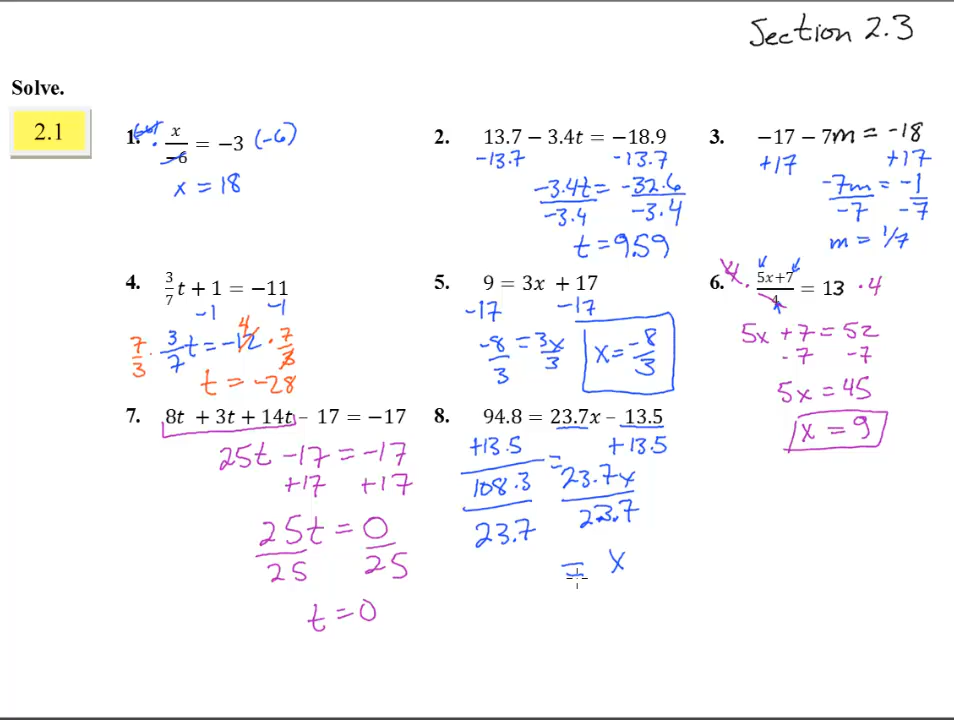 Section 2.3
Solve.
2.1
1. (-6) · x/-6 = −3 (-6)
x = 18
2. 13.7 − 3.4t = −18.9
-13.7 -13.7
-3.4t/-3.4 = -32.6/-3.4
t = 9.59
3. −17 − 7m = -18
+17 +17
-7m/-7 = -1/-7
m = 1/7
4. 3/7 t + 1 = −11
-1 -1
7/3 · 3/7 t = -12 · 7/3
4
t = -28
5. 9 = 3x + 17
-17 -17
-8/3 = 3x/3
x = -8/3
6. 4 · 5x+7/4 = 13 · 4
5x + 7 = 52
-7 -7
5x = 45
x = 9
7. 8t + 3t + 14t − 17 = −17
25t - 17 = -17
+17 +17
25t/25 = 0/25
t = 0
8. 94.8 = 23.7x − 13.5
+13.5 +13.5
108.3/23.7 = 23.7x/23.7
= x